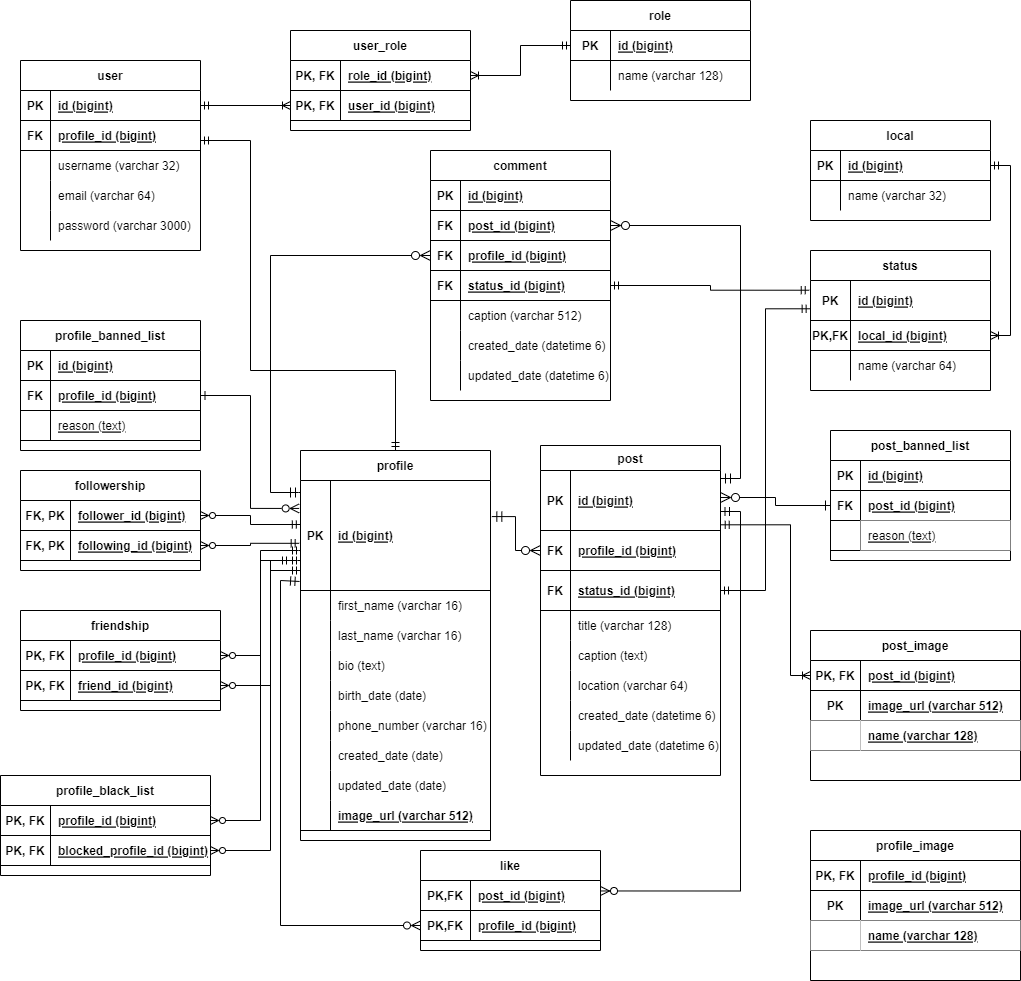 role
PK id (bigint)
name (varchar 128)
user_role
PK, FK role_id (bigint)
PK, FK user_id (bigint)
user
PK id (bigint)
FK profile_id (bigint)
username (varchar 32)
email (varchar 64)
password (varchar 3000)
local
PK id (bigint)
name (varchar 32)
comment
PK id (bigint)
FK post_id (bigint)
FK profile_id (bigint)
FK status_id (bigint)
caption (varchar 512)
created_date (datetime 6)
updated_date (datetime 6)
status
PK id (bigint)
PK,FK local_id (bigint)
name (varchar 64)
profile_banned_list
PK id (bigint)
FK profile_id (bigint)
reason (text)
followership
FK, PK follower_id (bigint)
FK, PK following_id (bigint)
profile
PK id (bigint)
first_name (varchar 16)
last_name (varchar 16)
bio (text)
birth_date (date)
phone_number (varchar 16)
created_date (date)
updated_date (date)
image_url (varchar 512)
post
PK id (bigint)
FK profile_id (bigint)
FK status_id (bigint)
title (varchar 128)
caption (text)
location (varchar 64)
created_date (datetime 6)
updated_date (datetime 6)
post_banned_list
PK id (bigint)
FK post_id (bigint)
reason (text)
friendship
PK, FK profile_id (bigint)
PK, FK friend_id (bigint)
post_image
PK, FK post_id (bigint)
PK image_url (varchar 512)
name (varchar 128)
profile_black_list
PK, FK profile_id (bigint)
PK, FK blocked_profile_id (bigint)
like
PK,FK post_id (bigint)
PK,FK profile_id (bigint)
profile_image
PK, FK profile_id (bigint)
PK image_url (varchar 512)
name (varchar 128)